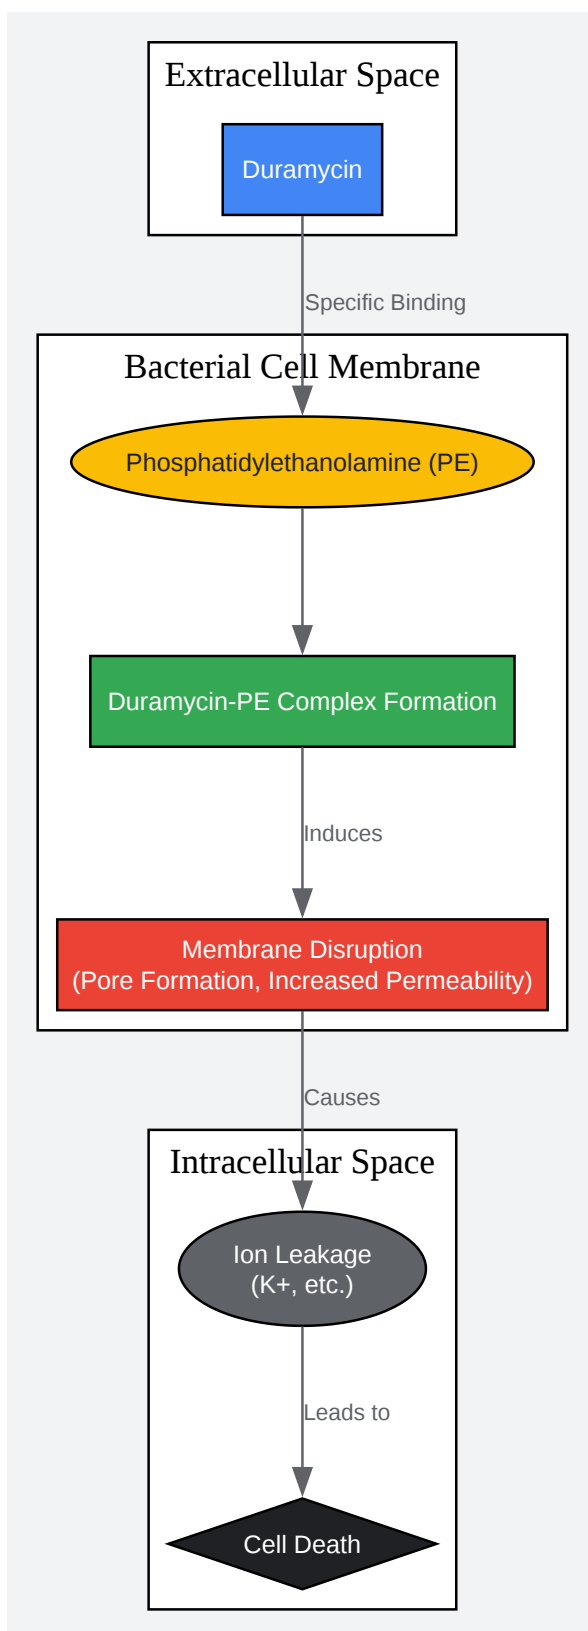 Extracellular Space
Duramycin
Specific Binding
Bacterial Cell Membrane
Phosphatidylethanolamine (PE)
Duramycin-PE Complex Formation
Induces
Membrane Disruption
(Pore Formation, Increased Permeability)
Causes
Intracellular Space
Ion Leakage
(K+, etc.)
Leads to
Cell Death